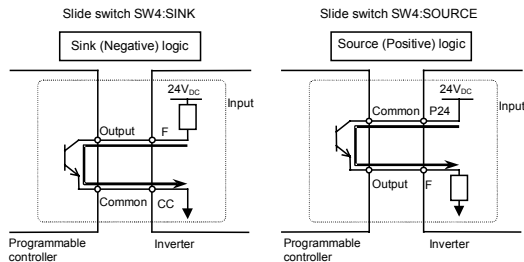 Slide switch SW4:SINK
Sink (Negative) logic
24VDC
Input
Output
F
Common
CC
Programmable
controller
Inverter
Slide switch SW4:SOURCE
Source (Positive) logic
24VDC
Input
Common
P24
Output
F
Programmable
controller
Inverter